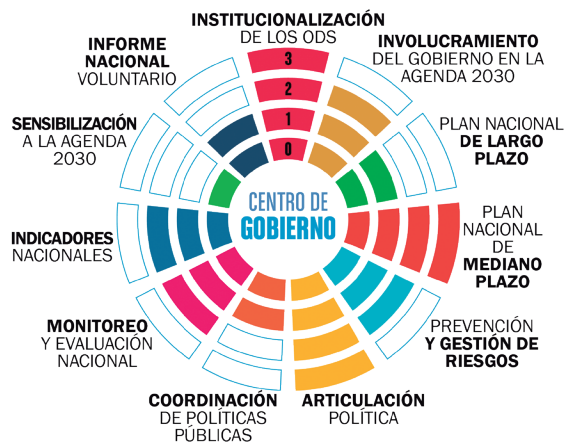 INSTITUCIONALIZACIÓN
DE LOS ODS
3
2
1
0
INVOLUCRAMIENTO
DEL GOBIERNO EN LA
AGENDA 2030
PLAN NACIONAL
DE LARGO
PLAZO
PLAN
NACIONAL
DE
MEDIANO
PLAZO
PREVENCIÓN
Y GESTIÓN DE
RIESGOS
ARTICULACIÓN
POLÍTICA
COORDINACIÓN
DE POLÍTICAS
PÚBLICAS
MONITOREO
Y EVALUACIÓN
NACIONAL
INDICADORES
NACIONALES
SENSIBILIZACIÓN
A LA AGENDA
2030
INFORME
NACIONAL
VOLUNTARIO
CENTRO DE
GOBIERNO